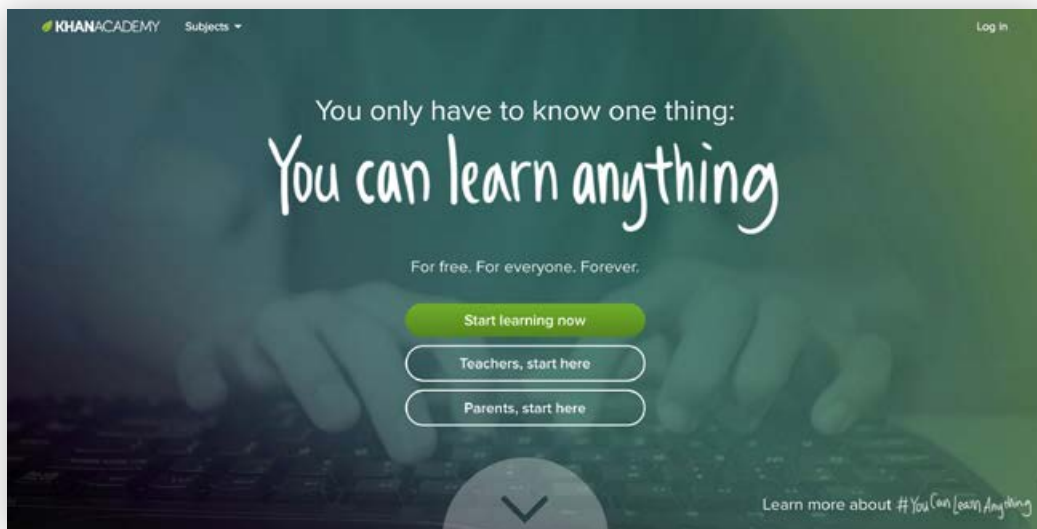 KHANACADEMY Subjects Log In
You only have to know one thing:
You can learn anything
For free. For everyone. Forever.
Start learning now
Teachers, start here
Parents, start here
Learn more about #YouCanLearnAnything